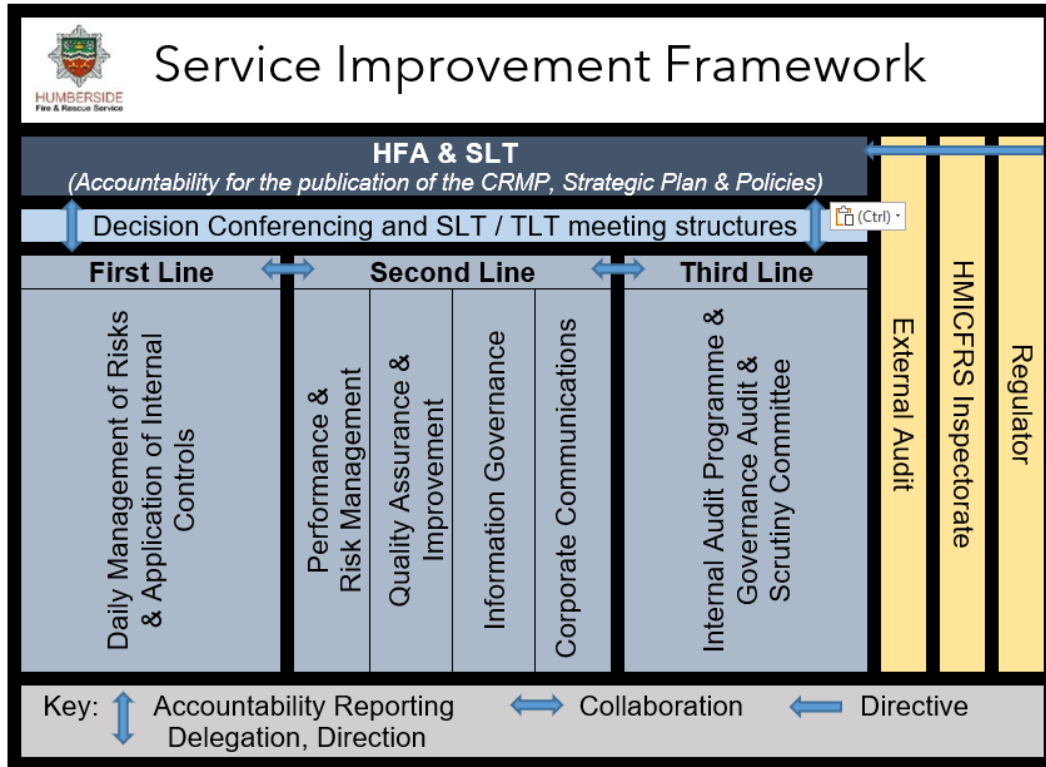 HUMBERSIDE
Fire & Rescue Service
Service Improvement Framework
HFA & SLT
(Accountability for the publication of the CRMP, Strategic Plan & Policies)
Decision Conferencing and SLT / TLT meeting structures
(Ctrl)
First Line
Second Line
Third Line
Daily Management of Risks
& Application of Internal
Controls
Performance &
Risk Management
Quality Assurance &
Improvement
Information Governance
Corporate Communications
Internal Audit Programme &
Governance Audit &
Scrutiny Committee
External Audit
HMICFRS Inspectorate
Regulator
Key:
Accountability Reporting
Delegation, Direction
Collaboration
Directive